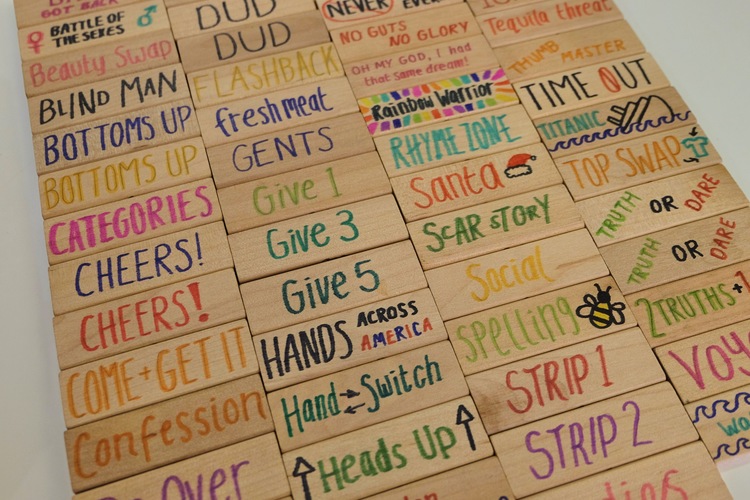 GOT BACK
BATTLE OF
THE SEXES
Beauty Swap
BLIND MAN
BOTTOMS UP
BOTTOMS UP
CATEGORIES
CHEERS!
CHEERS!
COME + GET IT
Confession
Over
DUD
DUD
FLASHBACK
fresh meat
GENTS
Give 1
Give 3
Give 5
HANDS ACROSS
AMERICA
Hand Switch
Heads Up
NEVER EVER
NO GUTS
NO GLORY
OH MY GOD, I had
that same dream!
Rainbow Warrior
RHYME ZONE
Santa
SCAR STORY
Social
Spelling
STRIP 1
STRIP 2
Tequila threat
THUMB MASTER
TIME OUT
TITANIC
TOP SWAP
TRUTH OR DARE
TRUTH OR DARE
2 TRUTHS + 1